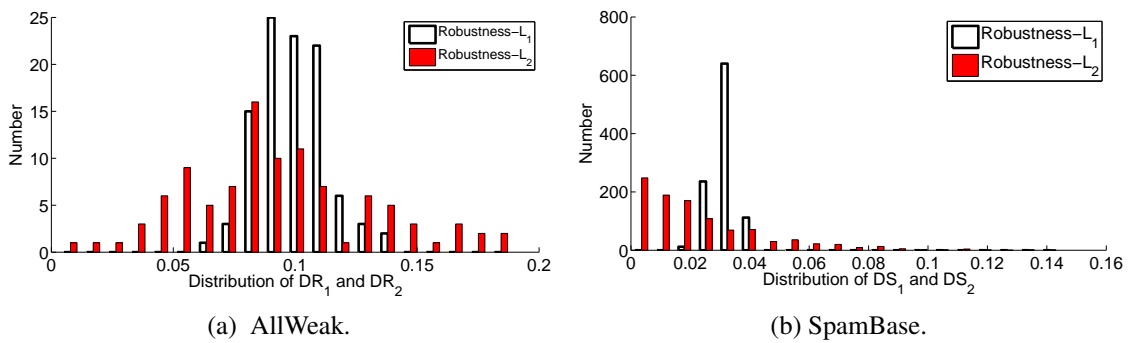 25
20
15
10
5
0
Number
0 0.05 0.1 0.15 0.2
Distribution of DR₁ and DR₂
Robustness−L₁
Robustness−L₂
(a) AllWeak.
800
600
400
200
0
Number
0 0.02 0.04 0.06 0.08 0.1 0.12 0.14 0.16
Distribution of DS₁ and DS₂
Robustness−L₁
Robustness−L₂
(b) SpamBase.